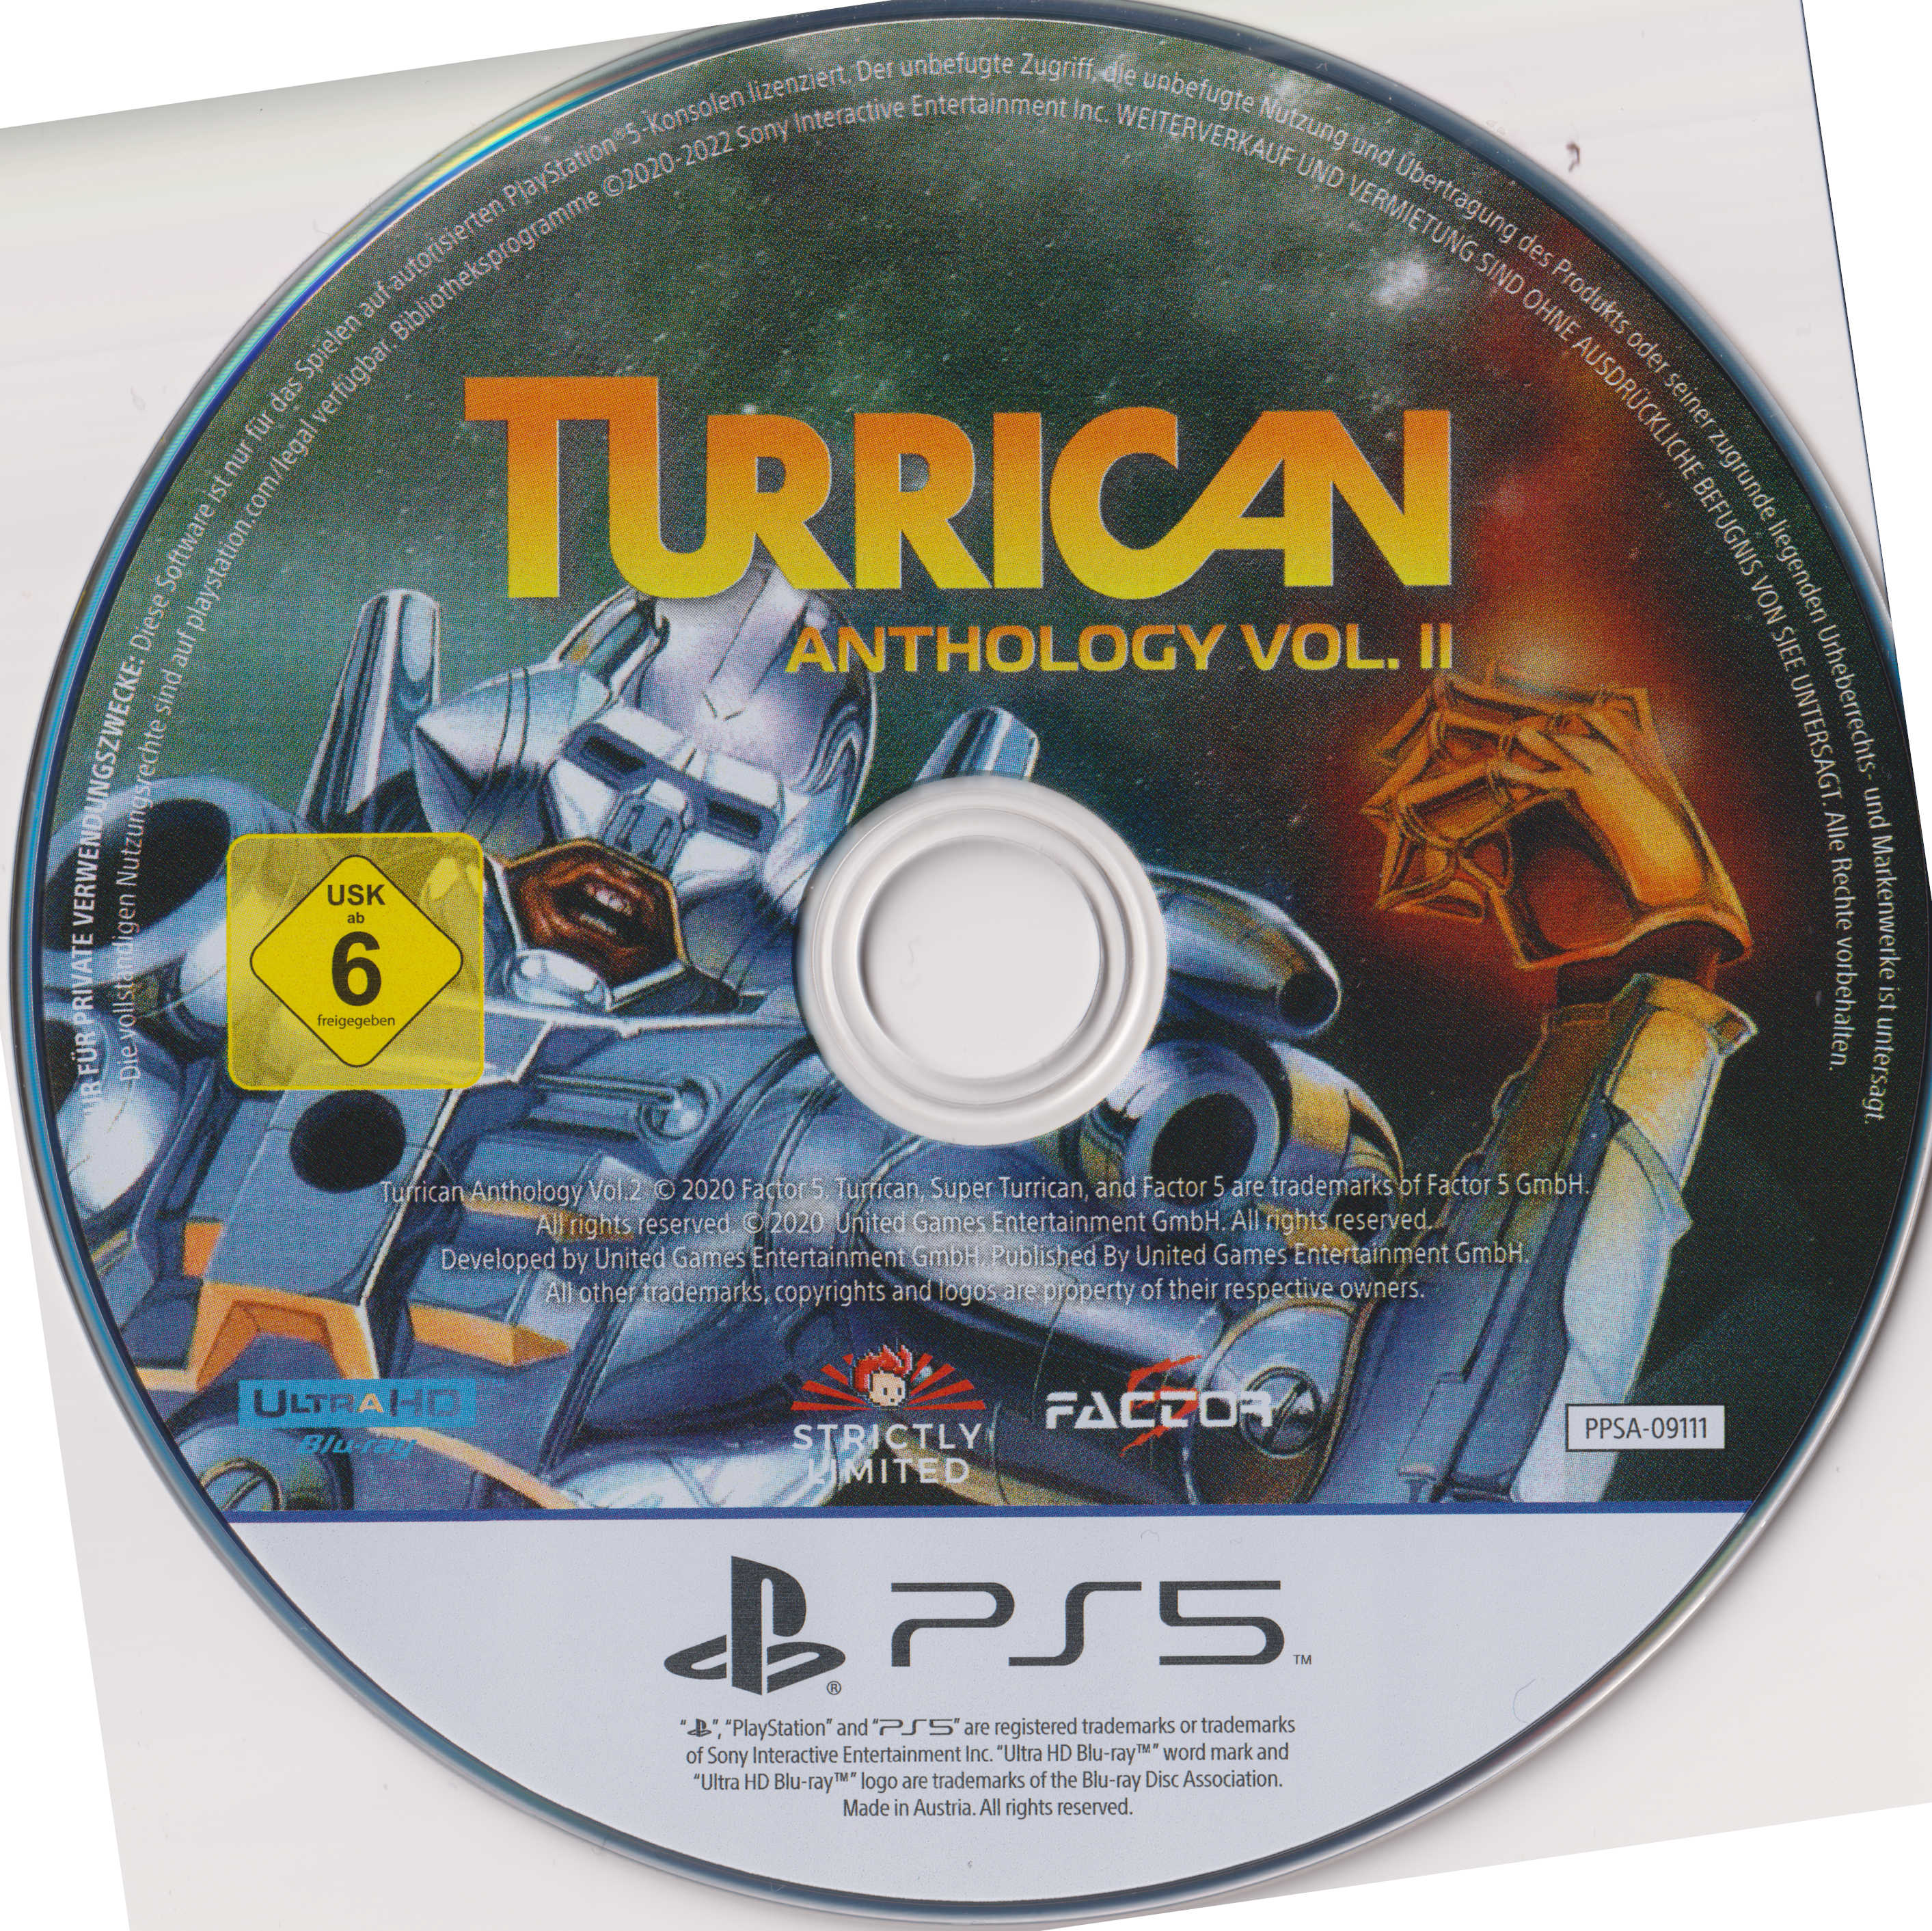 NUR FÜR PRIVATE VERWENDUNGSZWECKE: Diese Software ist nur für das Spielen auf autorisierten PlayStation®5-Konsolen lizenziert. Der unbefugte Zugriff, die unbefugte Nutzung und Übertragung des Produkts oder seiner zugrunde liegenden Urheberrechts- und Markenwerke ist untersagt.
Die vollständigen Nutzungsrechte sind auf playstation.com/legal verfügbar. Bibliotheksprogramme ©2020-2022 Sony Interactive Entertainment Inc. WEITERVERKAUF UND VERMIETUNG SIND OHNE AUSDRÜCKLICHE BEFUGNIS VON SEE UNTERSAGT. Alle Rechte vorbehalten.
TURRICAN
ANTHOLOGY VOL. II
USK
ab
6
freigegeben
Turrican Anthology Vol.2 © 2020 Factor 5. Turrican, Super Turrican, and Factor 5 are trademarks of Factor 5 GmbH.
All rights reserved. © 2020 United Games Entertainment GmbH. All rights reserved.
Developed by United Games Entertainment GmbH. Published By United Games Entertainment GmbH.
All other trademarks, copyrights and logos are property of their respective owners.
ULTRA HD
Blu-ray
STRICTLY
LIMITED
FACTOR 5
PPSA-09111
PS5™
®
“PS”, “PlayStation” and “PS5” are registered trademarks or trademarks
of Sony Interactive Entertainment Inc. “Ultra HD Blu-ray™” word mark and
“Ultra HD Blu-ray™” logo are trademarks of the Blu-ray Disc Association.
Made in Austria. All rights reserved.